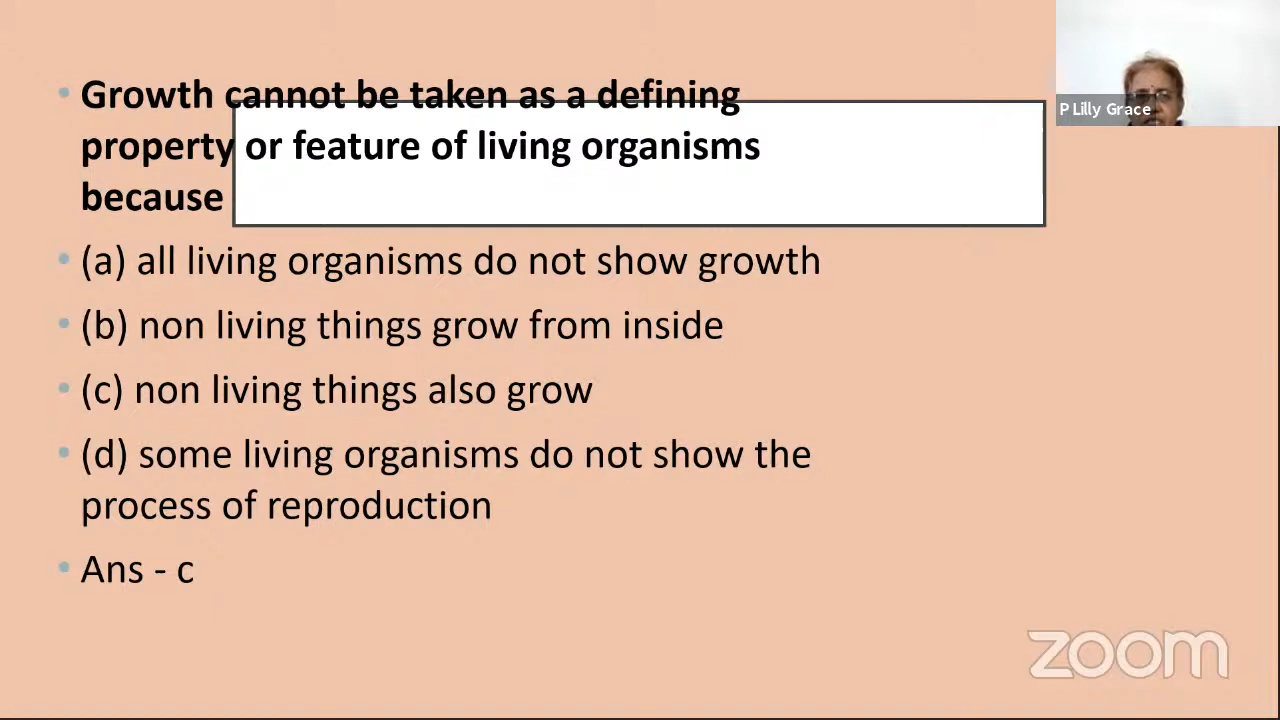 Growth cannot be taken as a defining
property or feature of living organisms
because
(a) all living organisms do not show growth
(b) non living things grow from inside
(c) non living things also grow
(d) some living organisms do not show the
process of reproduction
Ans - c
P Lilly Grace
zoom